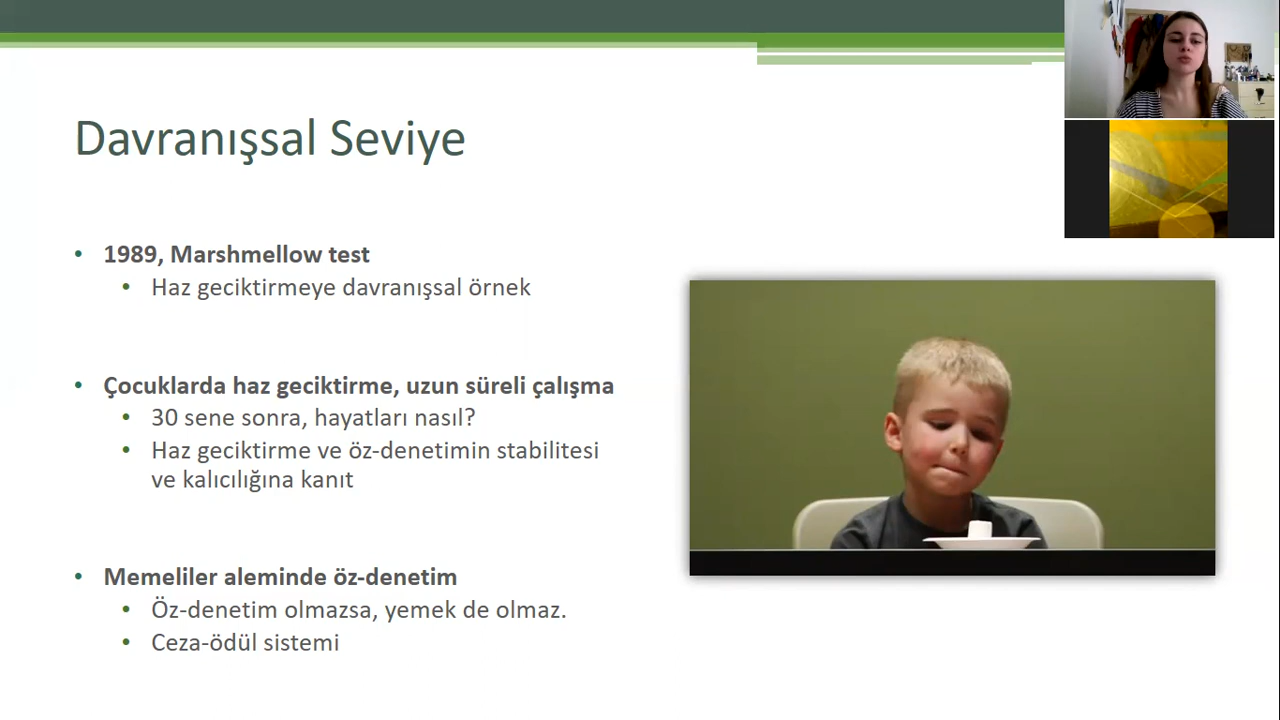 Davranışsal Seviye
1989, Marshmellow test
Haz geciktirmeye davranışsal örnek
Çocuklarda haz geciktirme, uzun süreli çalışma
30 sene sonra, hayatları nasıl?
Haz geciktirme ve öz-denetimin stabilitesi
ve kalıcılığına kanıt
Memeliler aleminde öz-denetim
Öz-denetim olmazsa, yemek de olmaz.
Ceza-ödül sistemi